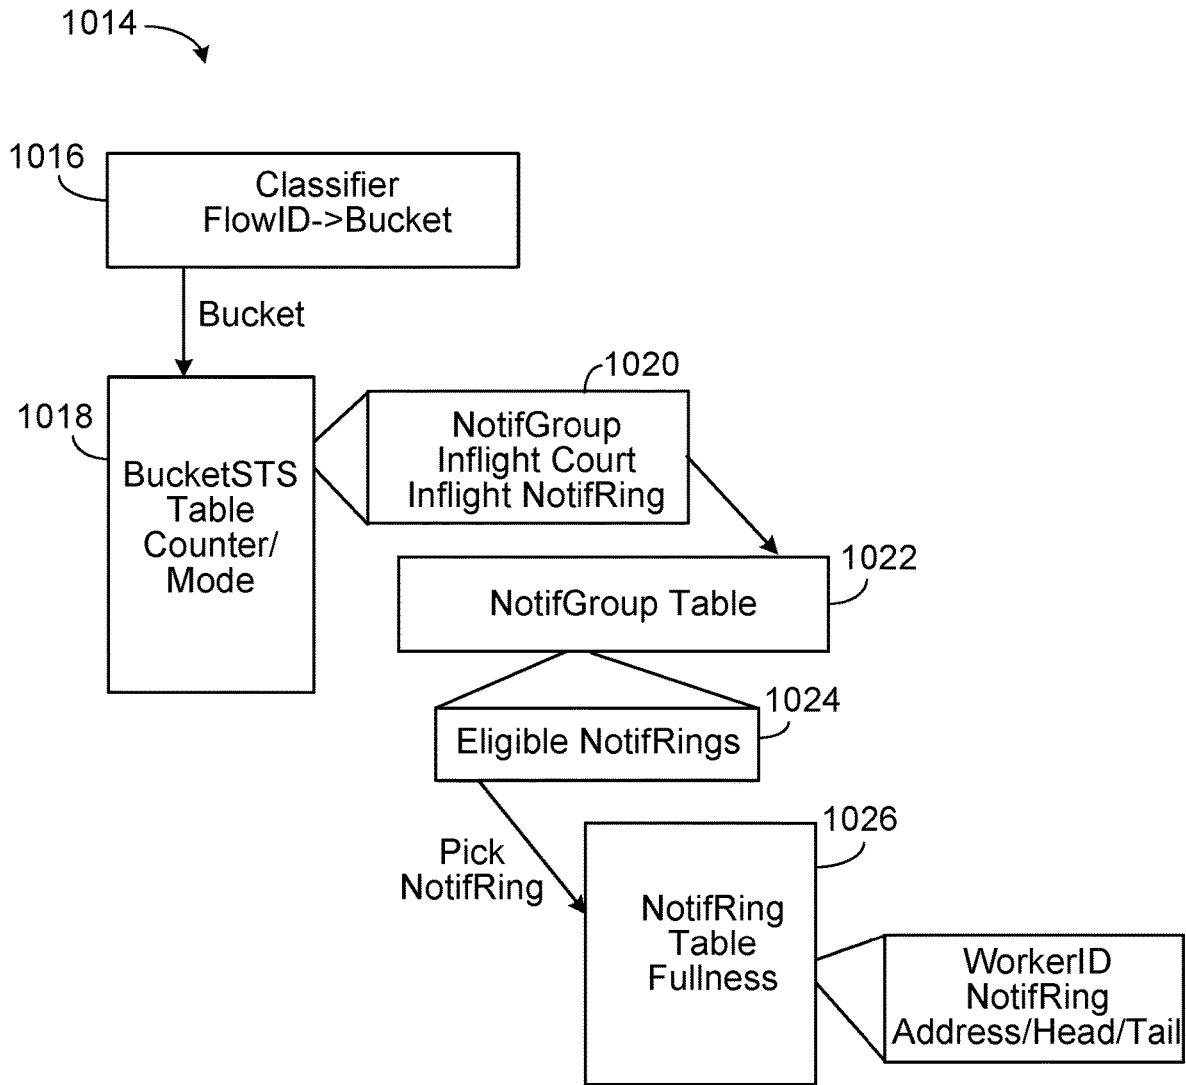 1014
1016
Classifier
FlowID->Bucket
Bucket
1018
BucketSTS
Table
Counter/
Mode
1020
NotifGroup
Inflight Court
Inflight NotifRing
1022
NotifGroup Table
1024
Eligible NotifRings
Pick
NotifRing
1026
NotifRing
Table
Fullness
WorkerID
NotifRing
Address/Head/Tail